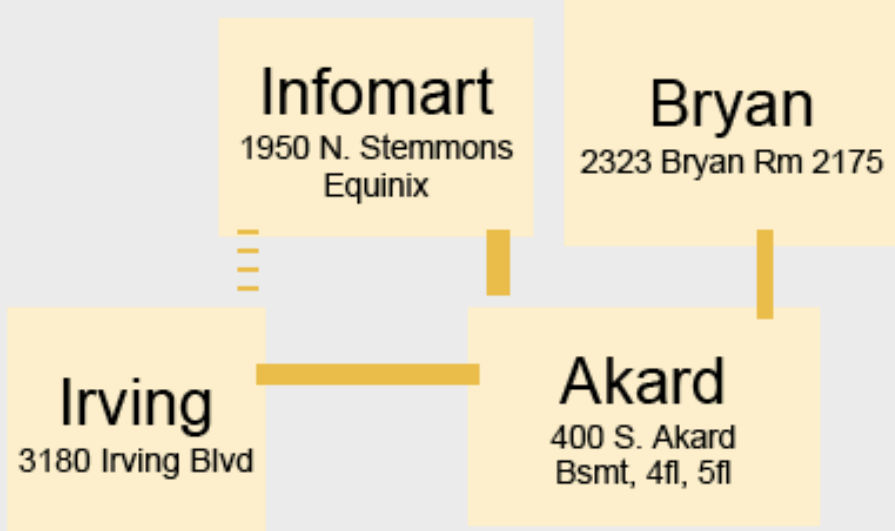 Infomart
1950 N. Stemmons
Equinix
Bryan
2323 Bryan Rm 2175
Irving
3180 Irving Blvd
Akard
400 S. Akard
Bsmt, 4fl, 5fl